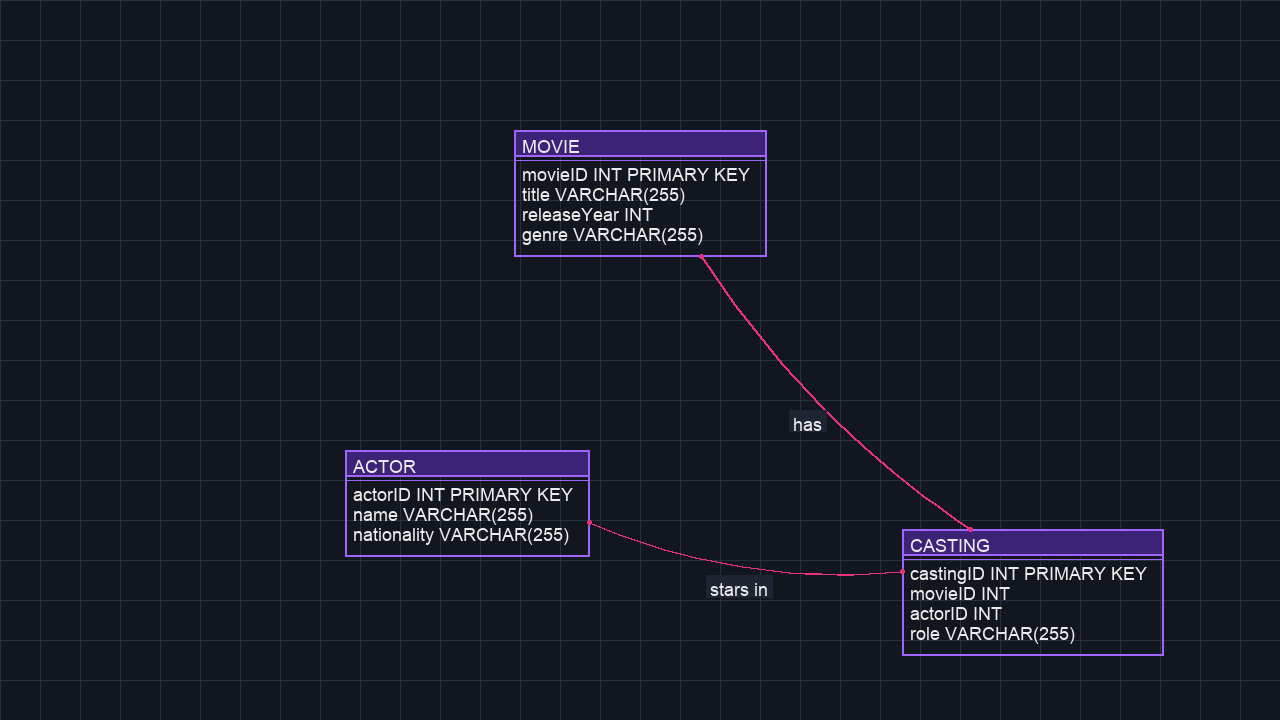 MOVIE
movieID INT PRIMARY KEY
title VARCHAR(255)
releaseYear INT
genre VARCHAR(255)
has
ACTOR
actorID INT PRIMARY KEY
name VARCHAR(255)
nationality VARCHAR(255)
stars in
CASTING
castingID INT PRIMARY KEY
movieID INT
actorID INT
role VARCHAR(255)